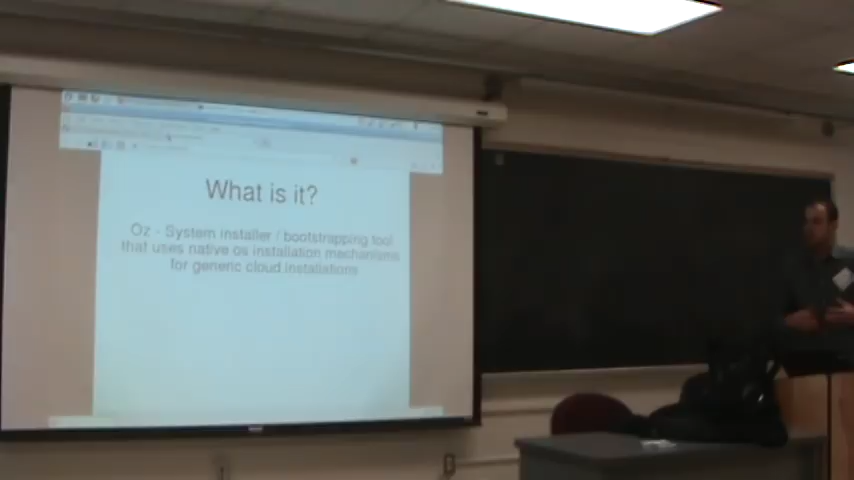 What is it?
Oz - System installer / bootstrapping tool
that uses native os installation mechanisms
for generic cloud installations